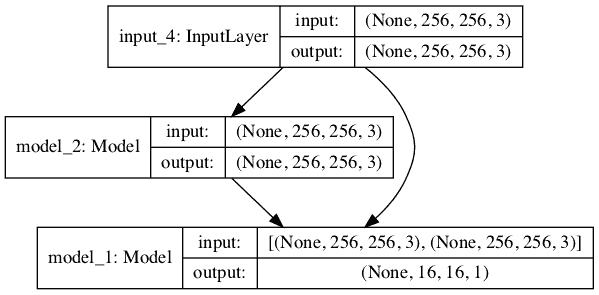 input_4: InputLayer
input: (None, 256, 256, 3)
output: (None, 256, 256, 3)
model_2: Model
input: (None, 256, 256, 3)
output: (None, 256, 256, 3)
model_1: Model
input: [(None, 256, 256, 3), (None, 256, 256, 3)]
output: (None, 16, 16, 1)